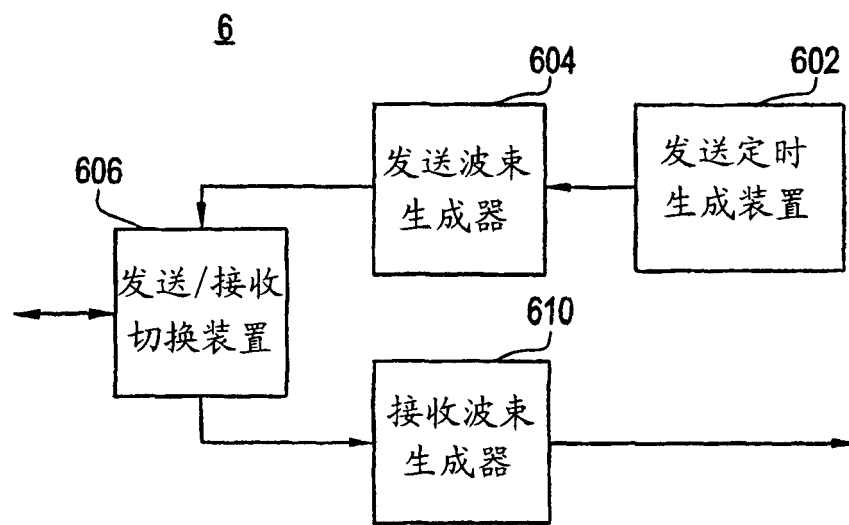 6
604
602
发送波束
生成器
发送定时
生成装置
606
发送/接收
切换装置
610
接收波束
生成器